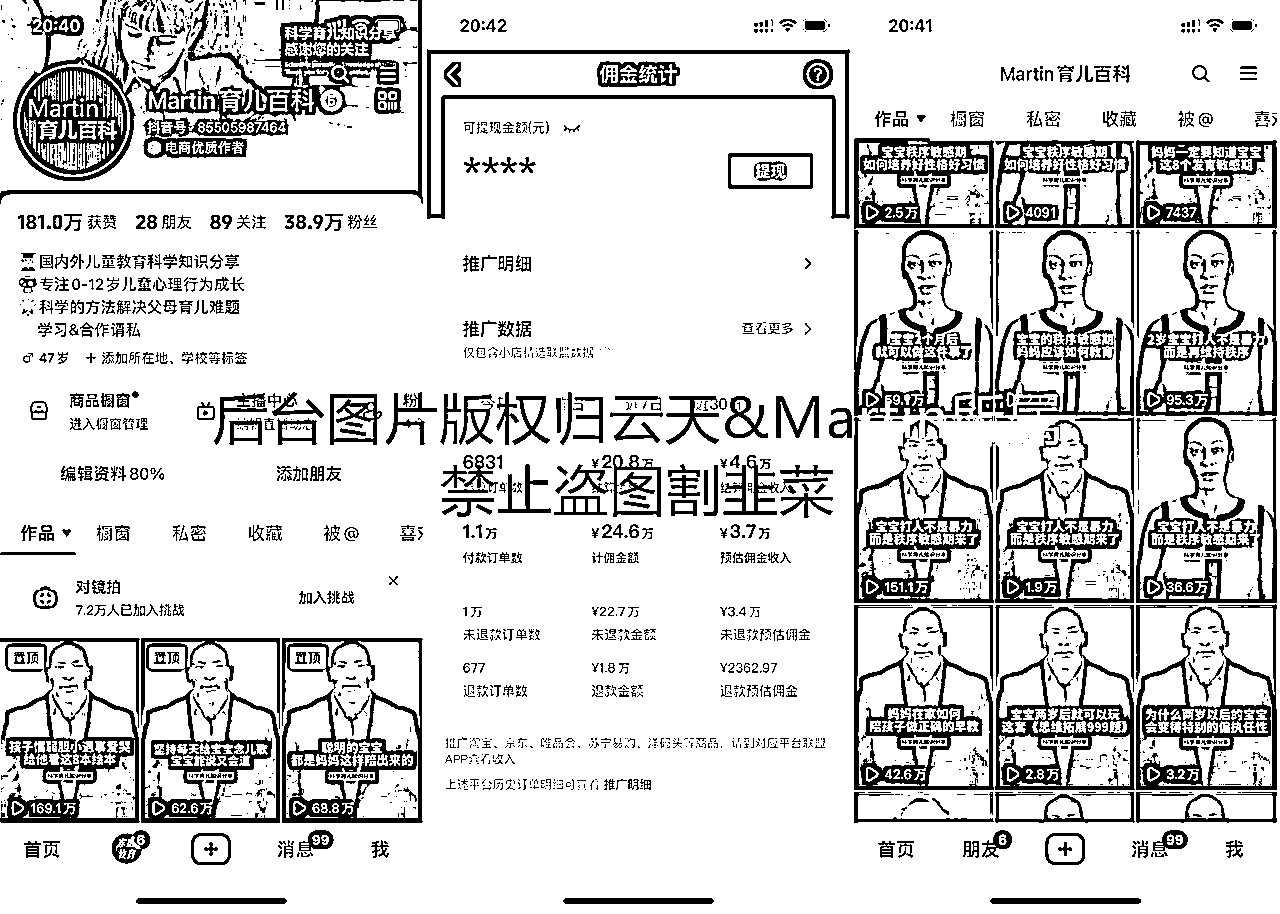 20:40
科学育儿知识分享
感谢您的关注
Martin
育儿百科
Martin育儿百科
抖音号：85505987464
电商优质作者
181.0万 获赞 28 朋友 89 关注 38.9万 粉丝
国内外儿童教育科学知识分享
专注0-12岁儿童心理行为成长
科学的方法解决父母育儿难题
学习&合作请私
47岁 + 添加所在地、学校等标签
商品橱窗
进入橱窗管理
主播中心
编辑资料 80%
添加朋友
作品 橱窗 私密 收藏 被@ 喜欢
对镜拍
7.2万人已加入挑战
加入挑战
置顶
置顶
置顶
给他看这8本绘本
169.1万
坚持每天给宝宝念儿歌
宝宝能说又会道
62.6万
聪明的宝宝
都是妈妈这样陪出来的
68.8万
首页 6 消息 99 我
20:42
佣金统计
可提现金额(元)
****
提现
推广明细
推广数据
查看更多
仅包含小店精选联盟数据
6831
¥20.8万
¥4.6万
1.1万 ¥24.6万 ¥3.7万
付款订单数 计佣金额 预估佣金收入
1万 ¥22.7万 ¥3.4万
未退款订单数 未退款金额 未退款预估佣金
677 ¥1.8万 ¥2362.97
退款订单数 退款金额 退款预估佣金
推广淘宝、京东、唯品会、苏宁易购、洋码头等商品，请到对应平台联盟
APP查看收入
上述平台历史订单明细可查看 推广明细
后台图片版权归云天&Ma
禁止盗图割韭菜
20:41
Martin育儿百科
作品 橱窗 私密 收藏 被@ 喜欢
宝宝秩序敏感期
如何培养好性格好习惯
2.5万
宝宝秩序敏感期
如何培养好性格好习惯
4091
妈妈一定要知道宝宝
这8个发育敏感期
7437
宝宝2个月后
就可以做这件事了
宝宝的秩序敏感期
妈妈应该如何教育
2岁宝宝打人不是暴力
而是再维持秩序
95.3万
宝宝打人不是暴力
而是秩序敏感期来了
151.1万
宝宝打人不是暴力
而是秩序敏感期来了
1.9万
宝宝打人不是暴力
而是秩序敏感期来了
36.6万
妈妈在家如何
陪孩子做正确的早教
42.6万
宝宝两岁后就可以玩
这套《思维拓展999题》
2.8万
为什么两岁以后的宝宝
会变得特别的偏执任性
3.2万
首页 朋友 6 消息 99 我